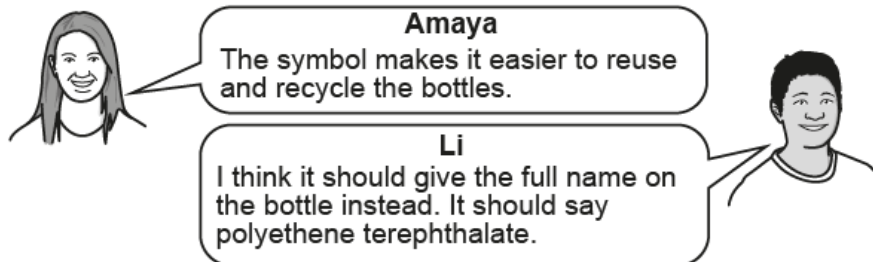 Amaya
The symbol makes it easier to reuse
and recycle the bottles.
Li
I think it should give the full name on
the bottle instead. It should say
polyethene terephthalate.